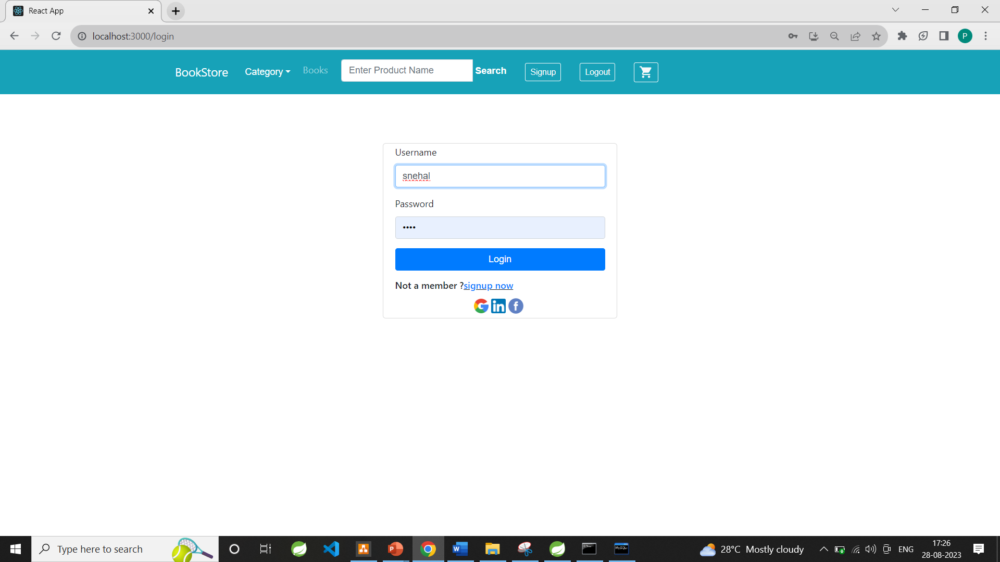 React App
localhost:3000/login
P
BookStore Category Books Enter Product Name Search Signup Logout
Username
snehal
Password
••••
Login
Not a member ?signup now
Type here to search
28°C Mostly cloudy
ENG
17:26
28-08-2023